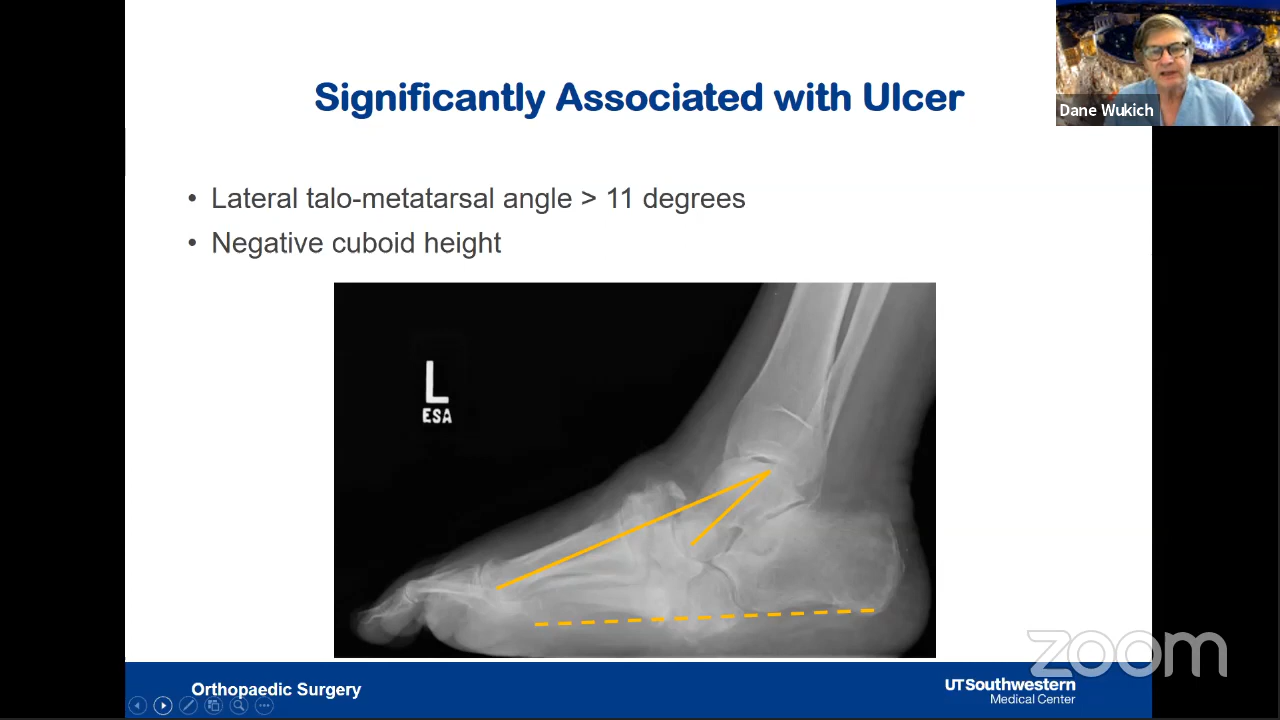 Significantly Associated with Ulcer
Dane Wukich
• Lateral talo-metatarsal angle > 11 degrees
• Negative cuboid height
L
ESA
zoom
Orthopaedic Surgery
UTSouthwestern
Medical Center